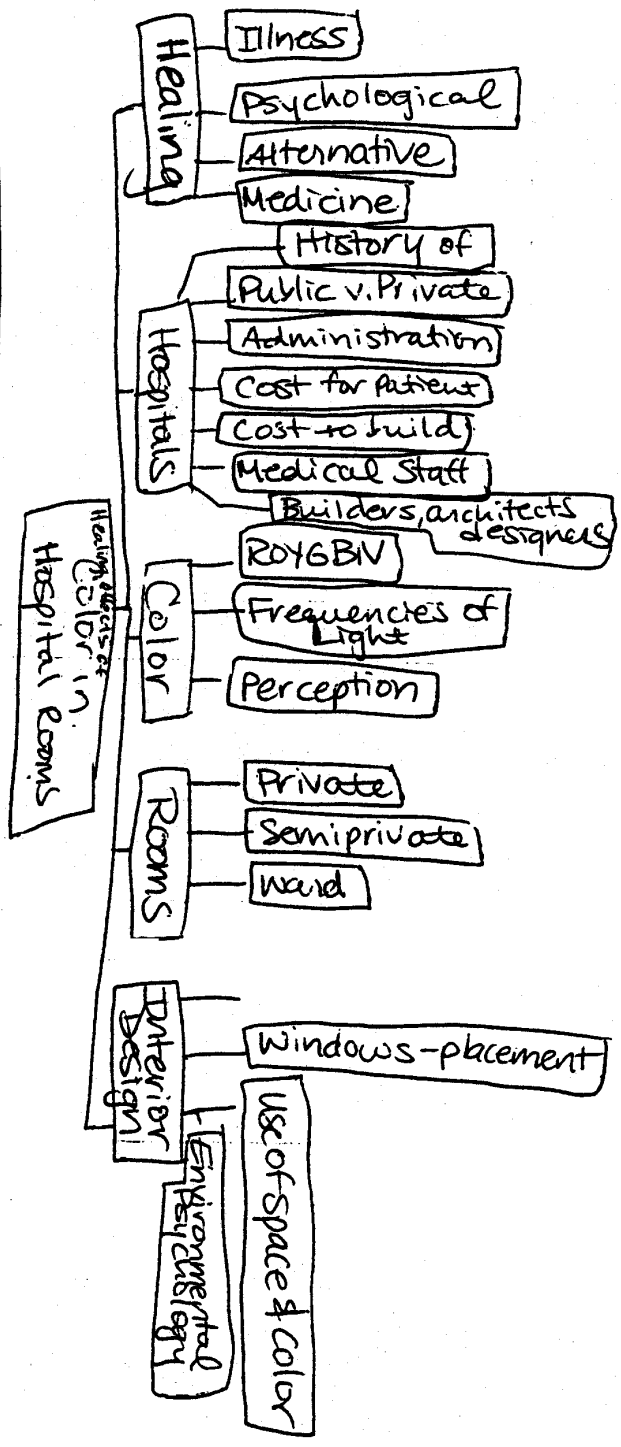 Healing effects of
Color in
Hospital Rooms
Healing
Illness
Psychological
Alternative
Medicine
Hospitals
History of
Public v. Private
Administration
Cost for Patient
Cost to build
Medical Staff
Builders, architects
designers
Color
ROYGBIV
Frequencies of
Light
Perception
Rooms
Private
Semiprivate
Ward
Interior
Design
Windows-placement
Use of space & color
Environmental
Psychology